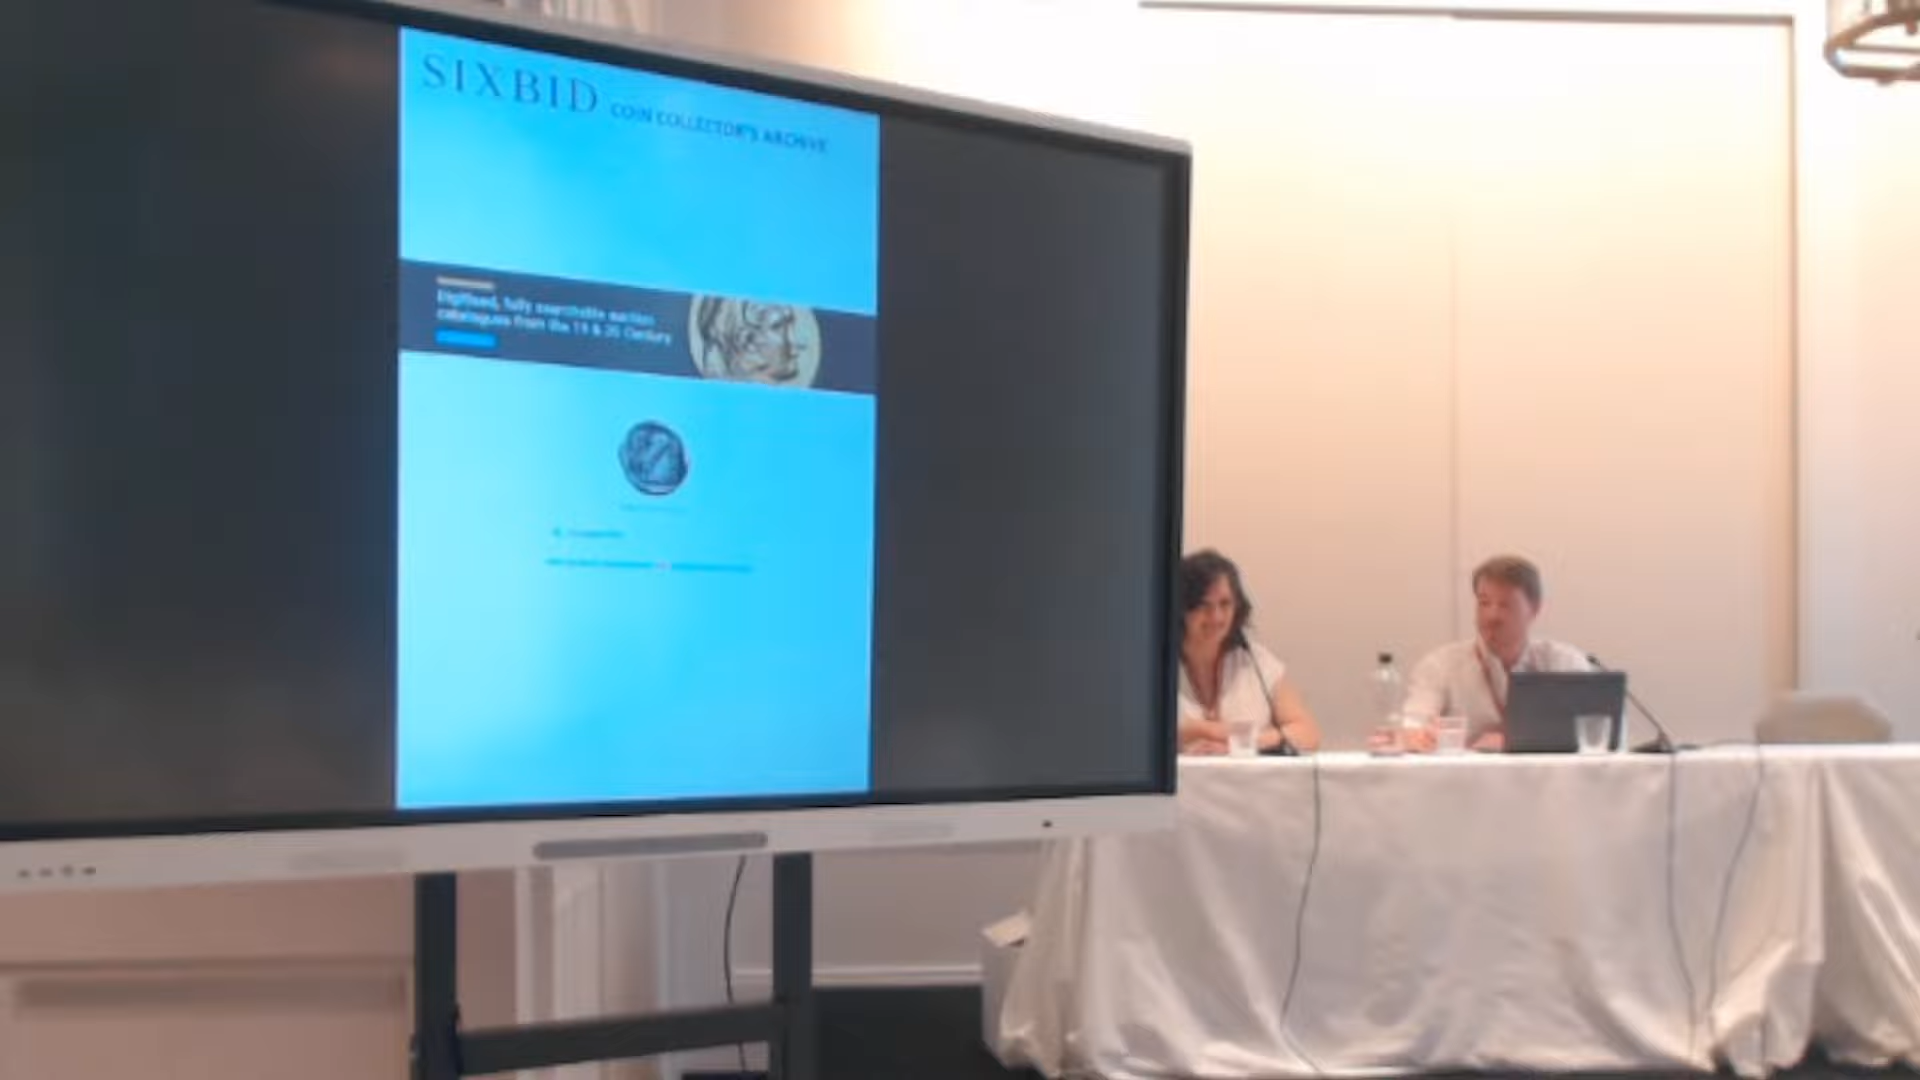 SIXBID COIN COLLECTOR'S ARCHIVE
Digitised, fully searchable auction
catalogues from the 19 & 20 Century